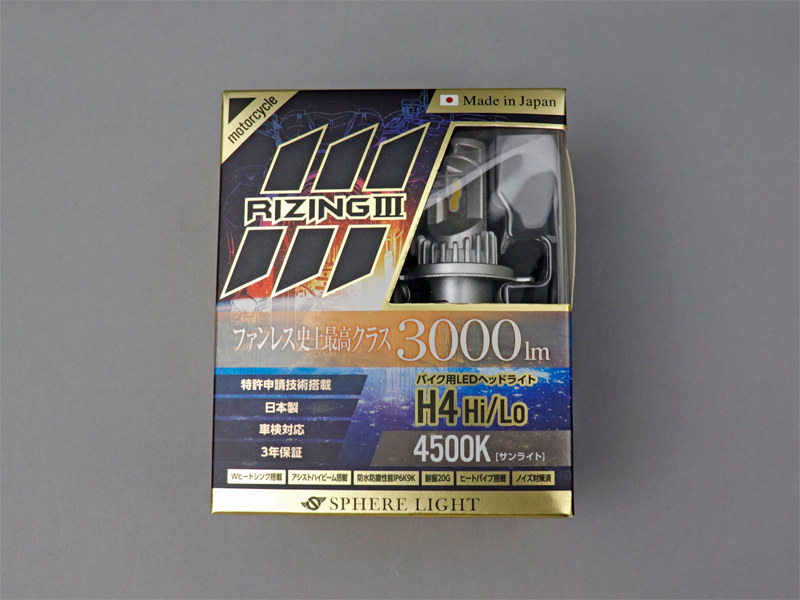 motorcycle
Made in Japan
RIZING III
ファンレス史上最高クラス 3000lm
特許申請技術搭載
日本製
車検対応
3年保証
バイク用LEDヘッドライト
H4 Hi/Lo
4500K [サンライト]
Wヒートシンク搭載 アシストハイビーム搭載 防水防塵性能IP6K9K 耐振20G ヒートパイプ搭載 ノイズ対策済
SPHERE LIGHT